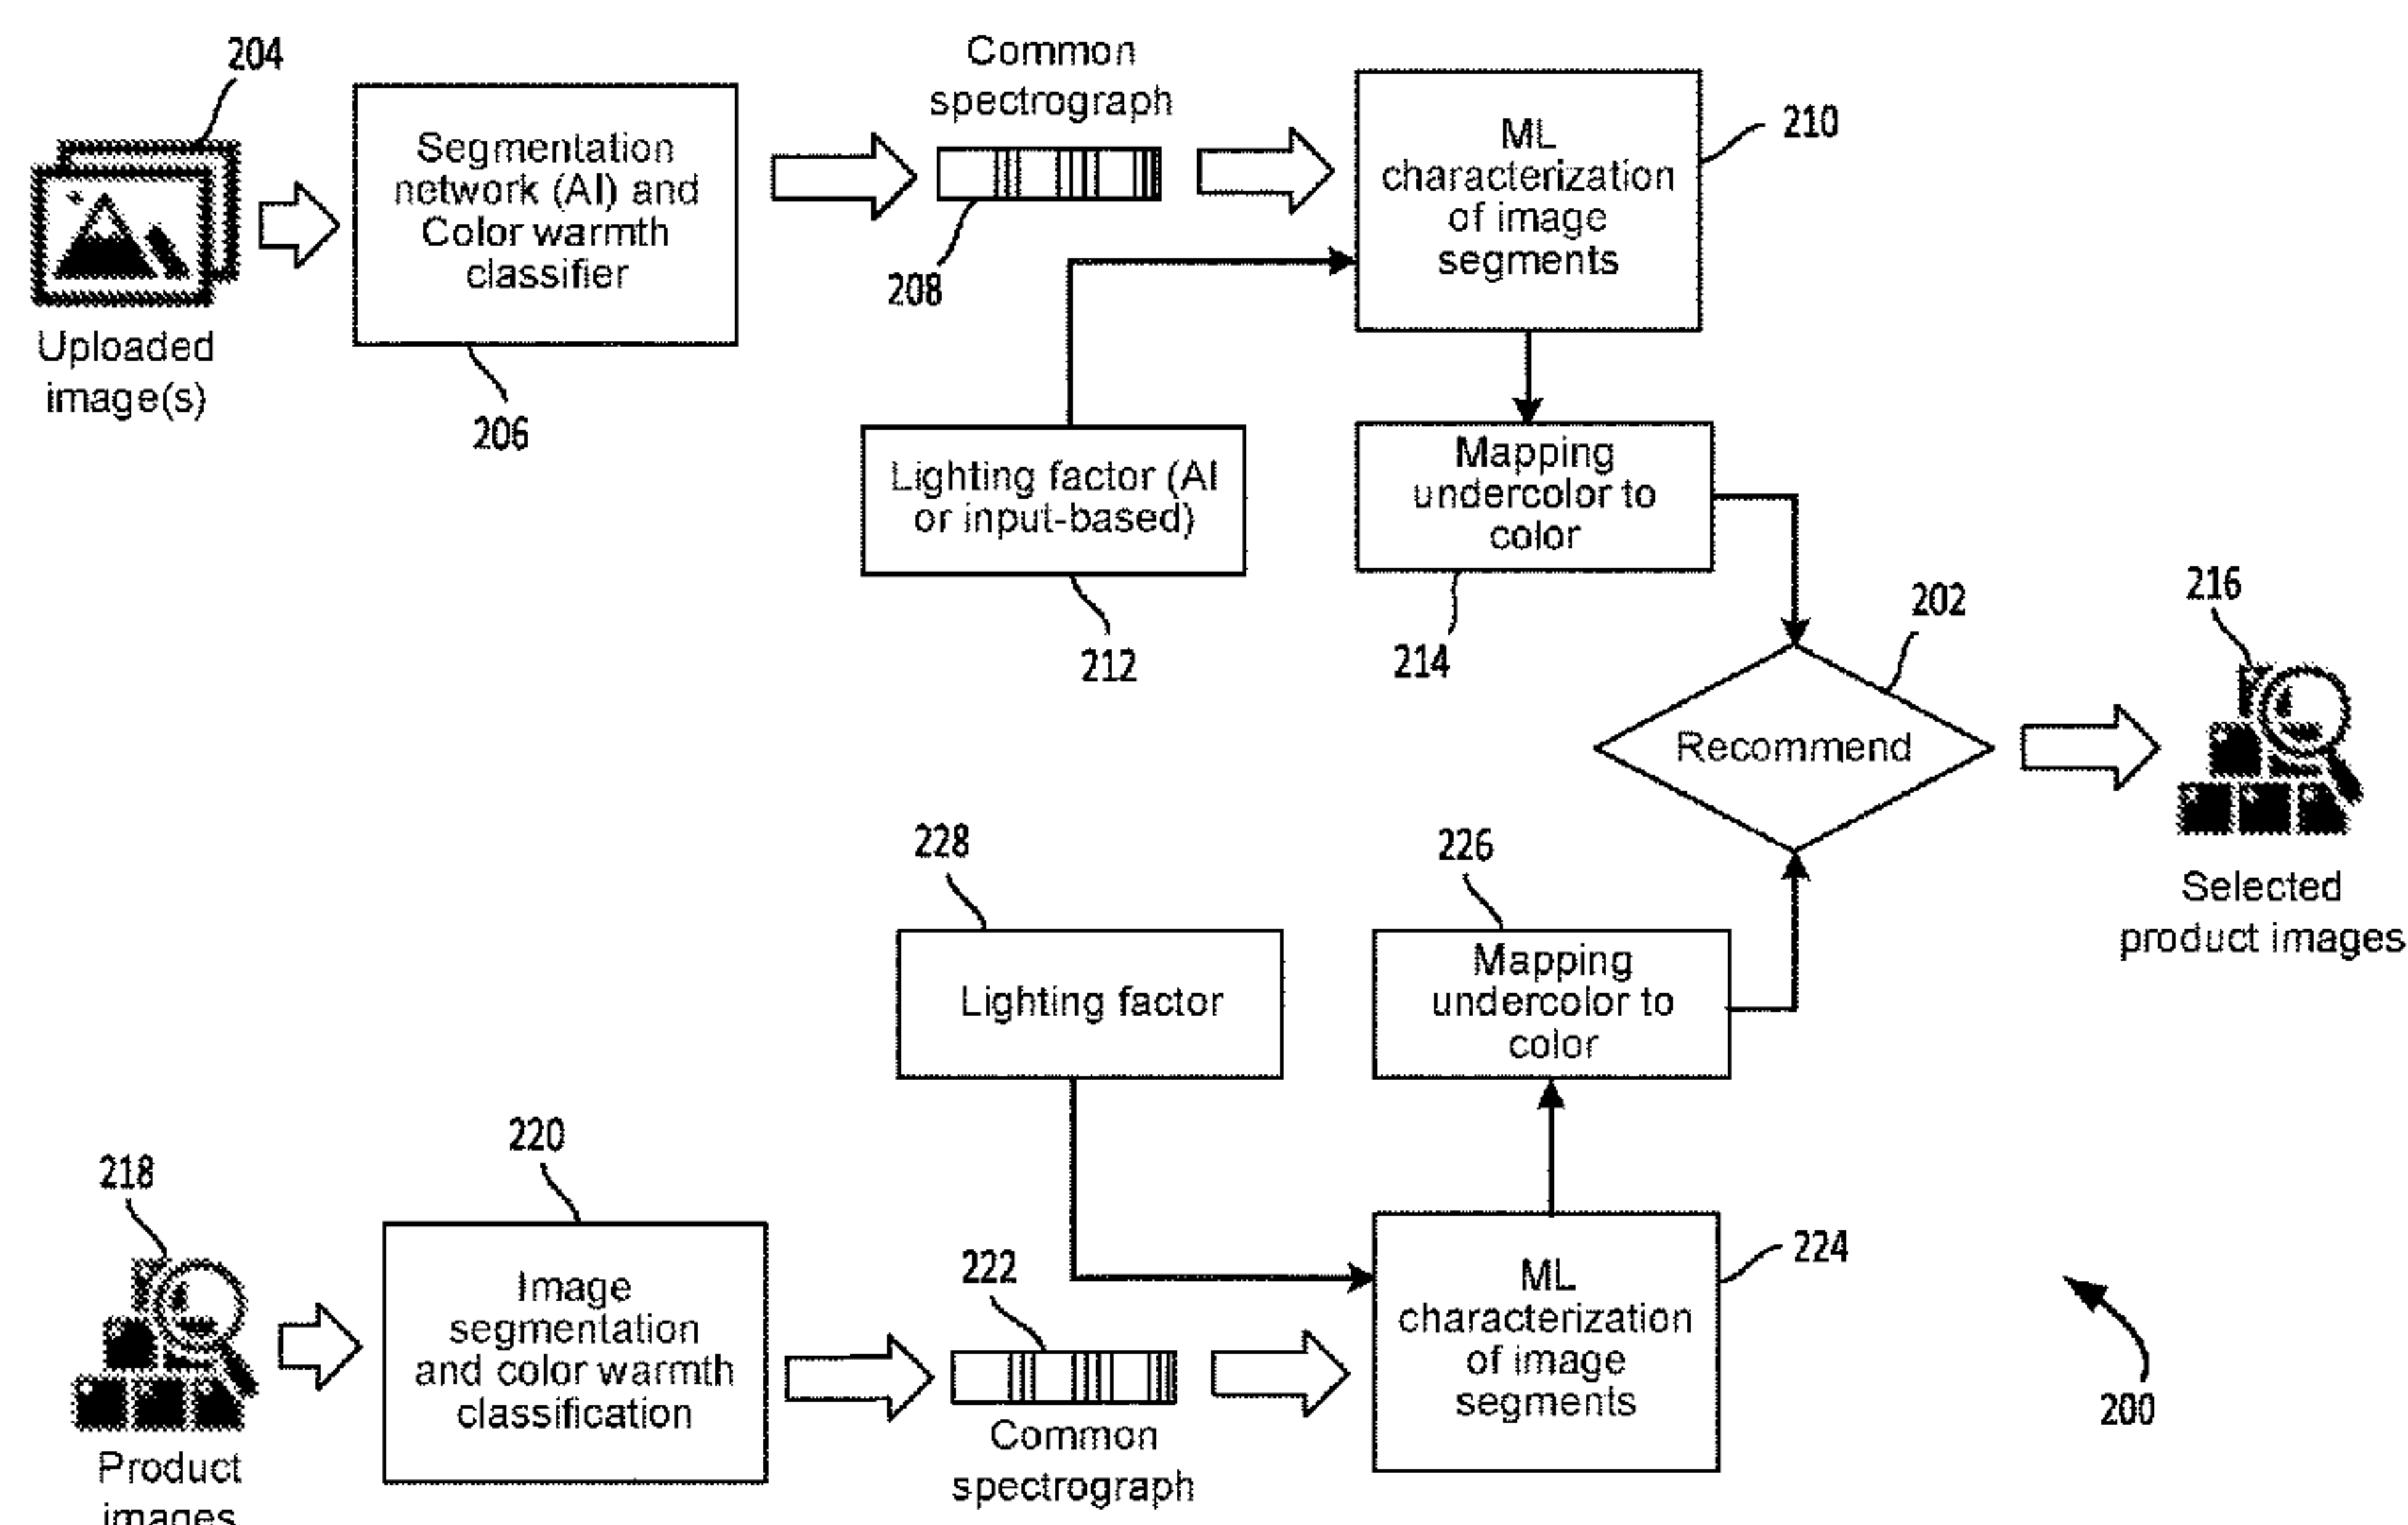 204
Uploaded
image(s)
Segmentation
network (AI) and
Color warmth
classifier
206
Common
spectrograph
208
ML
characterization
of image
segments
210
Lighting factor (AI
or input-based)
212
Mapping
undercolor to
color
214
202
Recommend
216
Selected
product images
228
Lighting factor
226
Mapping
undercolor to
color
218
Product
images
220
Image
segmentation
and color warmth
classification
222
Common
spectrograph
ML
characterization
of image
segments
224
200